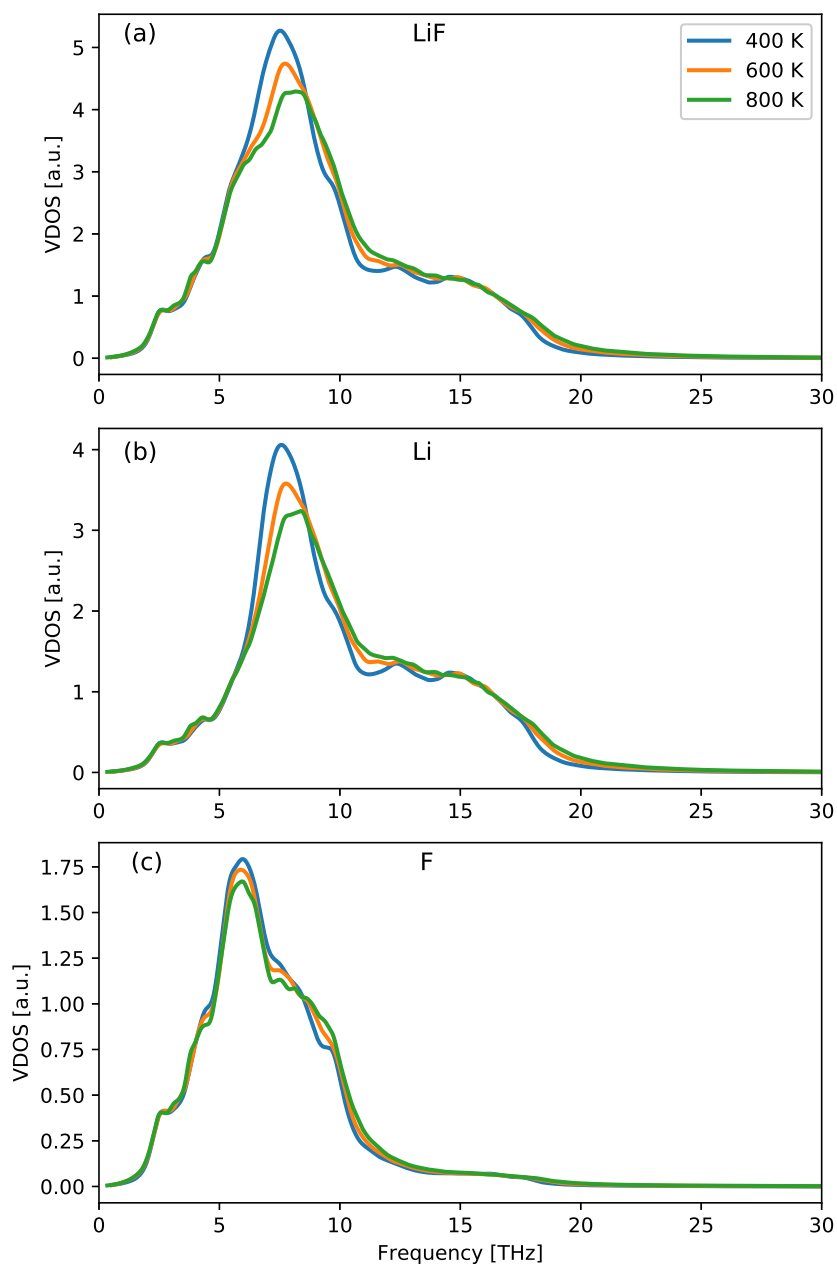 (a)
LiF
400 K
600 K
800 K
VDOS [a.u.]
5
4
3
2
1
0
0 5 10 15 20 25 30
(b)
Li
VDOS [a.u.]
4
3
2
1
0
0 5 10 15 20 25 30
(c)
F
VDOS [a.u.]
1.75
1.50
1.25
1.00
0.75
0.50
0.25
0.00
0 5 10 15 20 25 30
Frequency [THz]